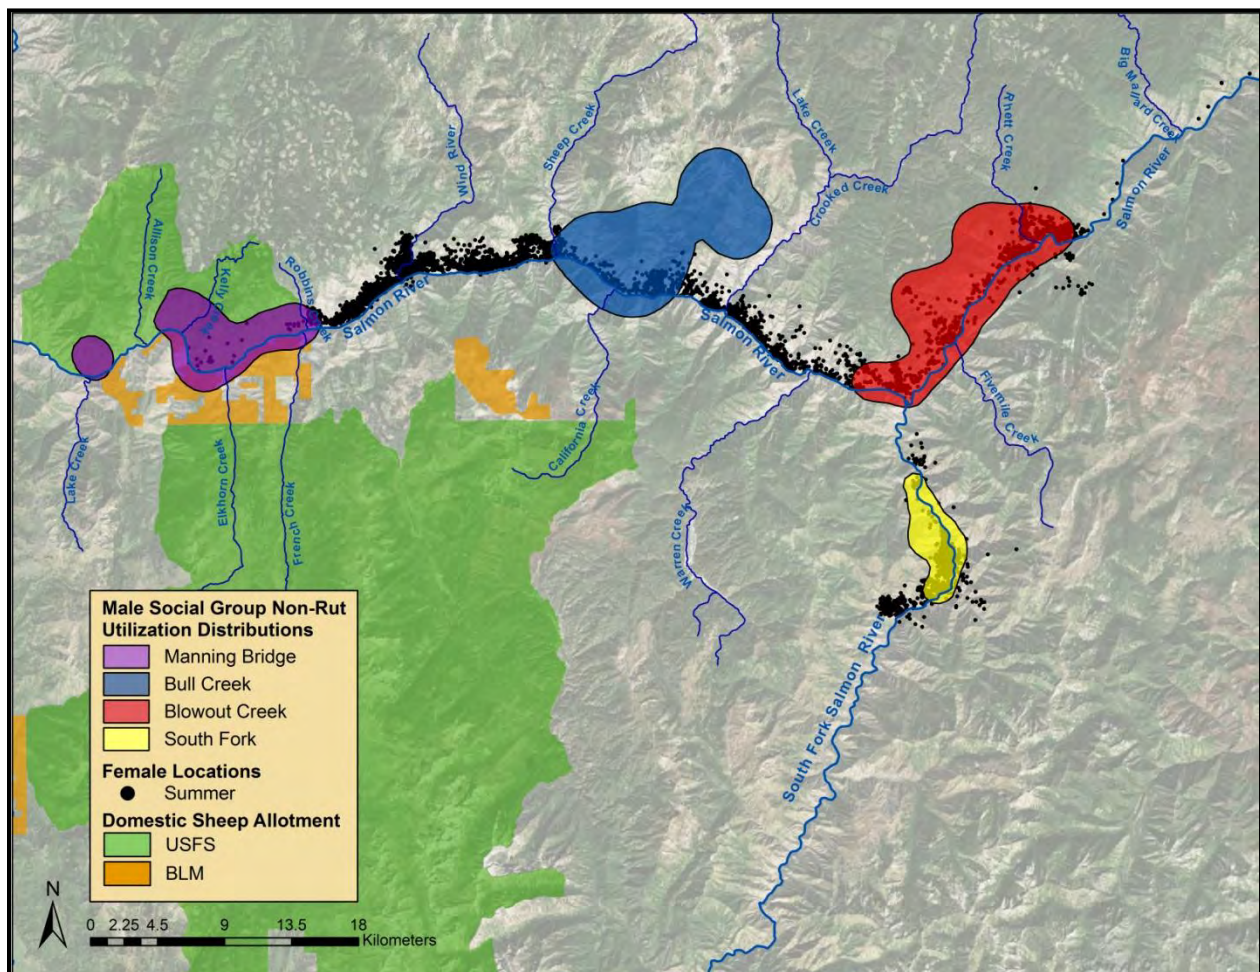 Big Mallard Creek
Rhett Creek
Lake Creek
Sheep Creek
Wind River
Crooked Creek
Salmon River
Allison Creek
Kelly Creek
Robbins Creek
Salmon River
Salmon River
Fivemile Creek
California Creek
Lake Creek
Elkhorn Creek
French Creek
Warren Creek
South Fork Salmon River
Male Social Group Non-Rut
Utilization Distributions
Manning Bridge
Bull Creek
Blowout Creek
South Fork
Female Locations
Summer
Domestic Sheep Allotment
USFS
BLM
N
0 2.25 4.5 9 13.5 18
Kilometers